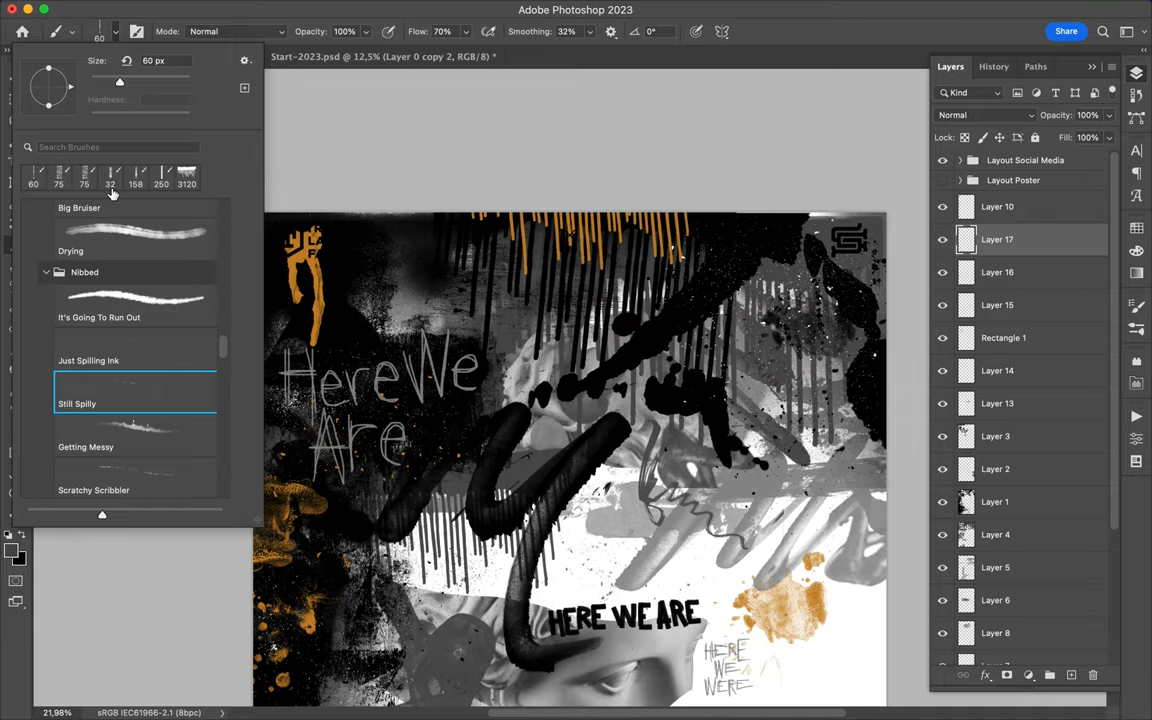 Adobe Photoshop 2023
60
Mode: Normal
Opacity: 100%
Flow: 70%
Smoothing: 32%
0°
Share
Start-2023.psd @ 12,5% (Layer 0 copy 2, RGB/8) *
Size:
60 px
Hardness:
Search Brushes
60 75 75 32 158 250 3120
Big Bruiser
Drying
Nibbed
It's Going To Run Out
Just Spilling Ink
Still Spilly
Getting Messy
Scratchy Scribbler
Here We
Are
HERE WE ARE
HERE
WE
WERE
Layers History Paths
Kind
Normal
Opacity: 100%
Lock:
Fill: 100%
Layout Social Media
Layout Poster
Layer 10
Layer 17
Layer 16
Layer 15
Rectangle 1
Layer 14
Layer 13
Layer 3
Layer 2
Layer 1
Layer 4
Layer 5
Layer 6
Layer 8
fx
21,98%
sRGB IEC61966-2.1 (8bpc)